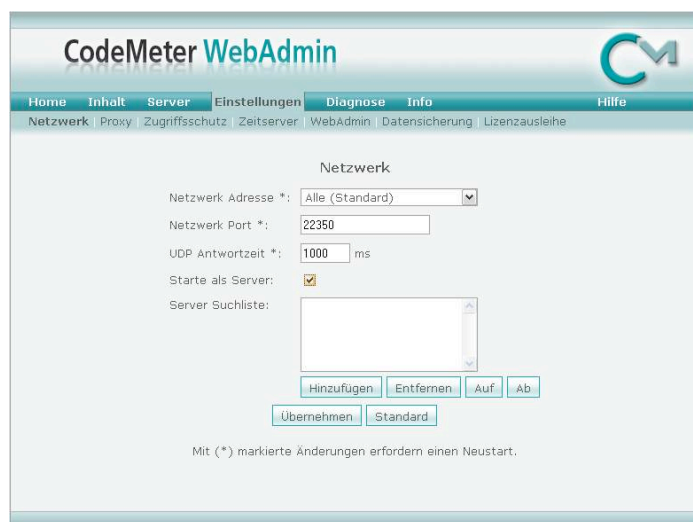 CodeMeter WebAdmin
CM
Home Inhalt Server Einstellungen Diagnose Info Hilfe
Netzwerk | Proxy | Zugriffsschutz | Zeitserver | WebAdmin | Datensicherung | Lizenzausleihe
Netzwerk
Netzwerk Adresse *: Alle (Standard)
Netzwerk Port *: 22350
UDP Antwortzeit *: 1000 ms
Starte als Server:
Server Suchliste:
Hinzufügen Entfernen Auf Ab
Übernehmen Standard
Mit (*) markierte Änderungen erfordern einen Neustart.